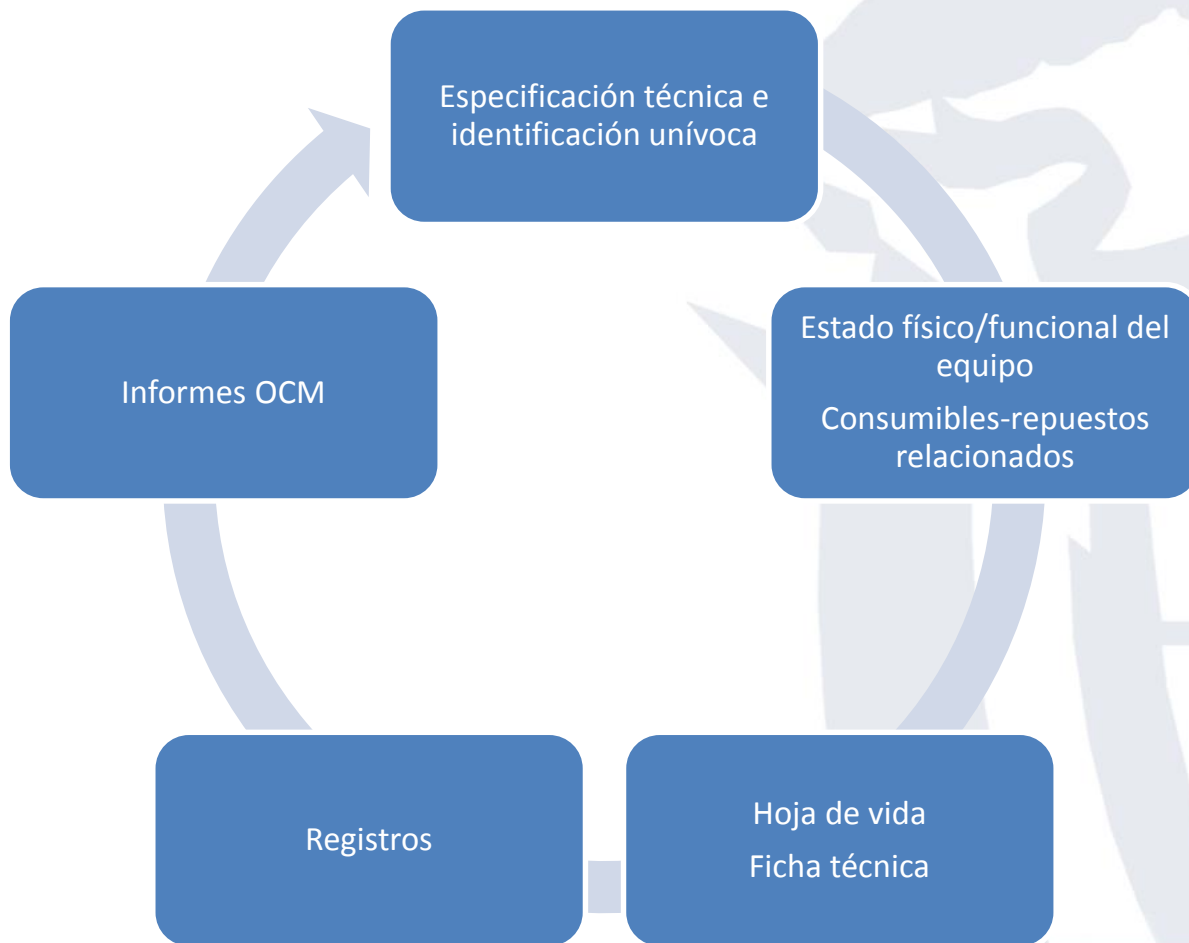 Especificación técnica e
identificación unívoca
Estado físico/funcional del
equipo
Consumibles-repuestos
relacionados
Hoja de vida
Ficha técnica
Registros
Informes OCM